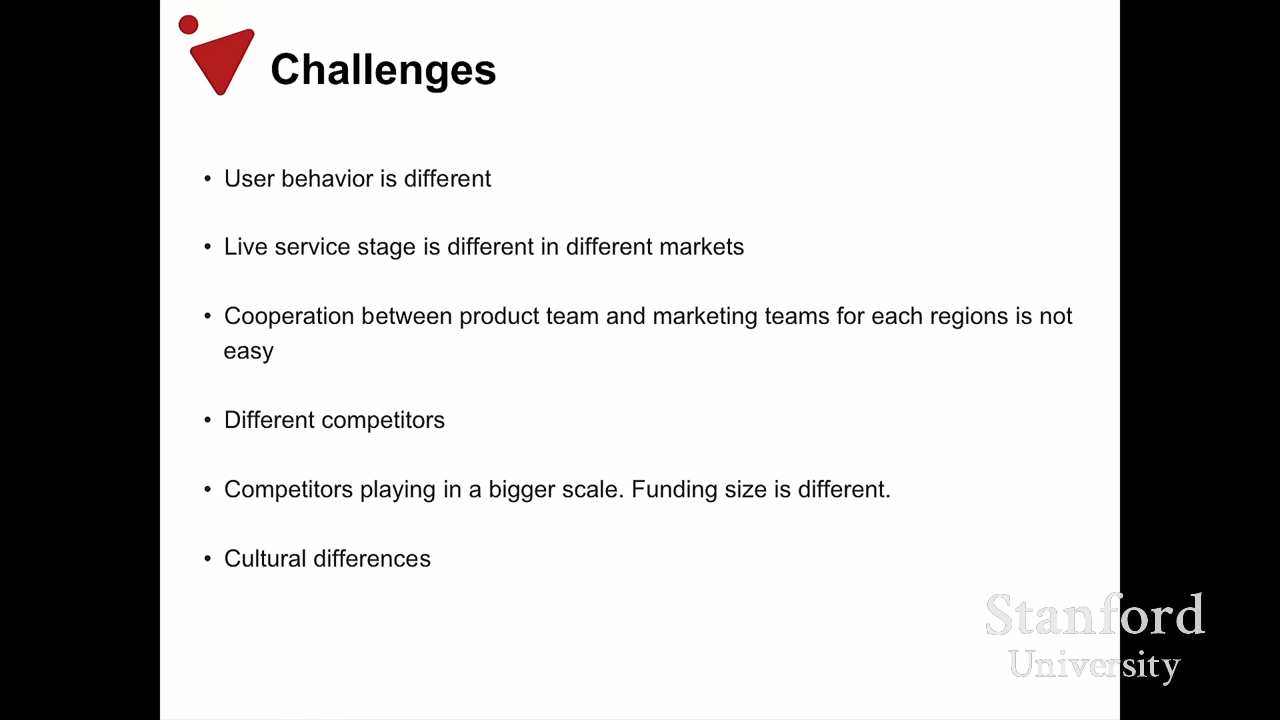 Challenges
• User behavior is different
• Live service stage is different in different markets
• Cooperation between product team and marketing teams for each regions is not
easy
• Different competitors
• Competitors playing in a bigger scale. Funding size is different.
• Cultural differences
Stanford
University